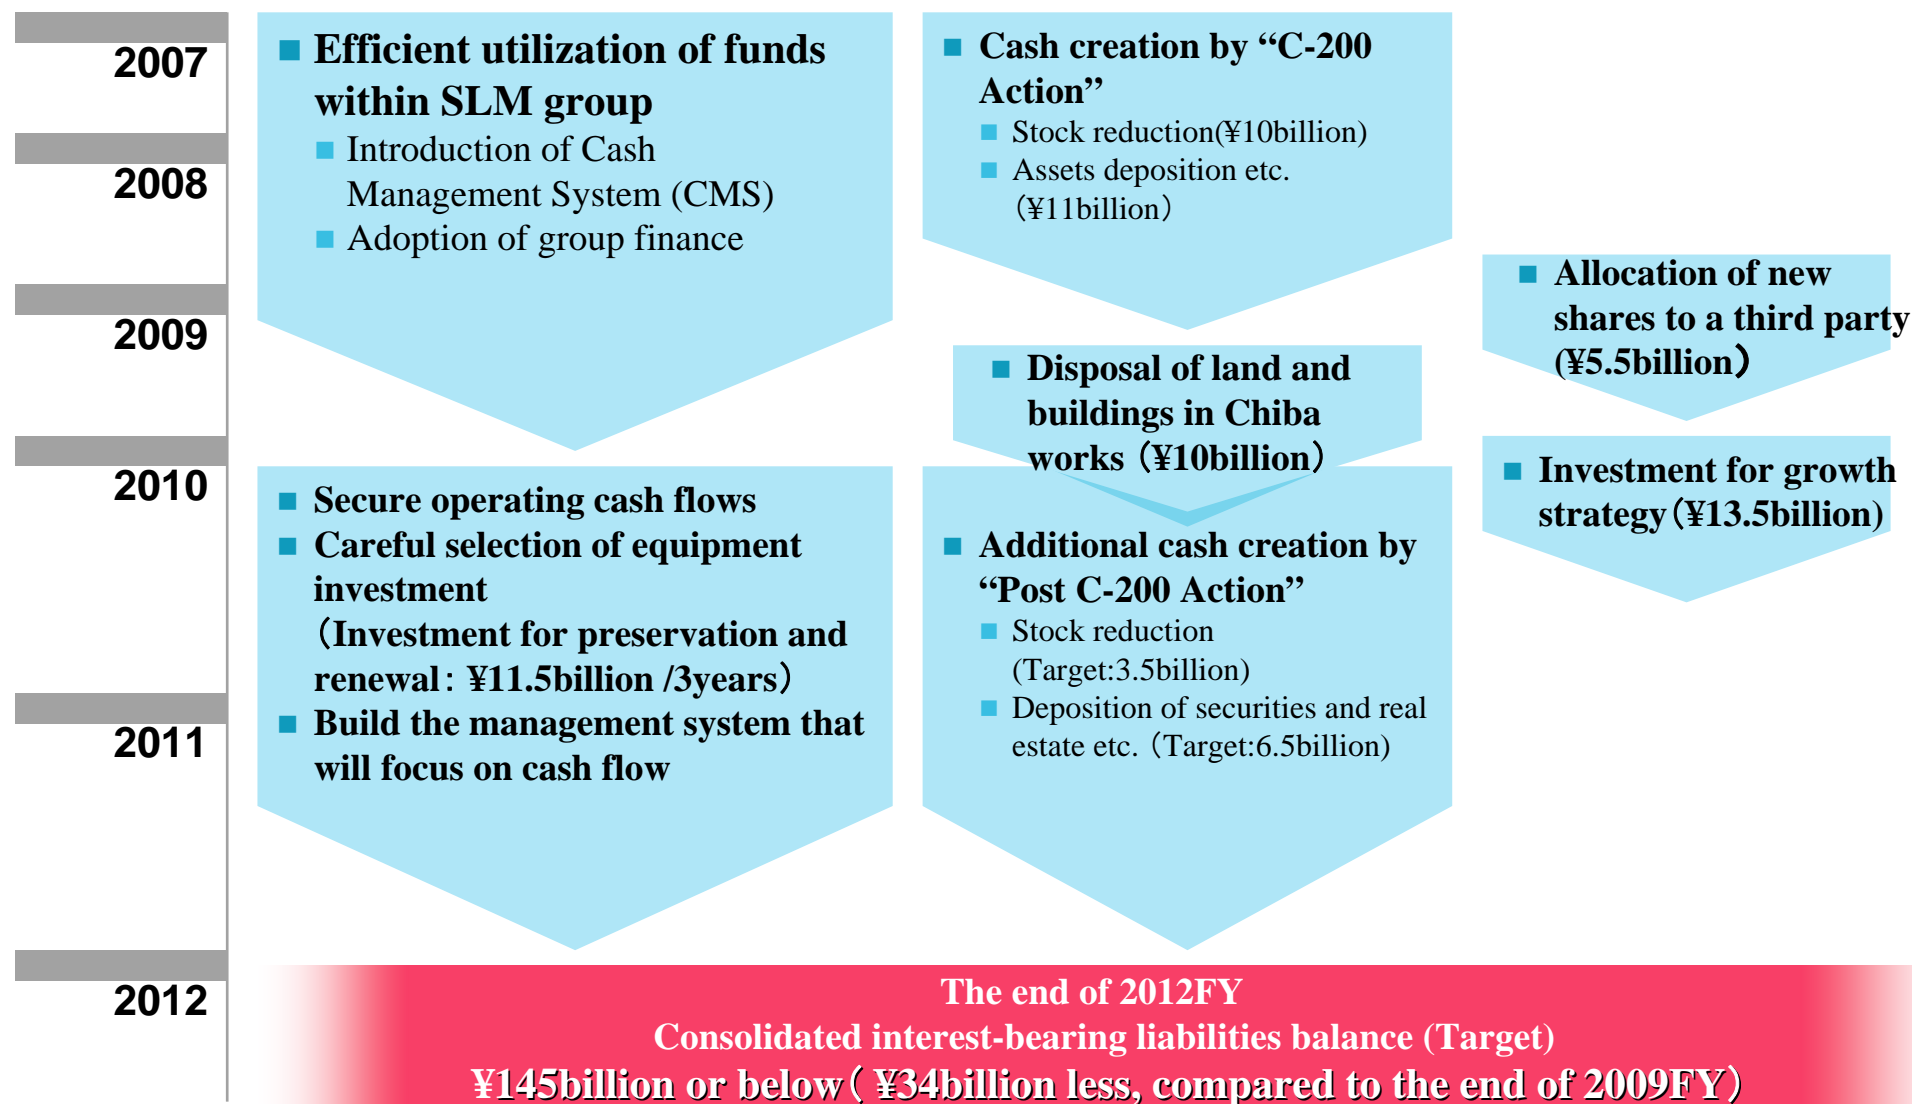 2007
2008
2009
2010
2011
2012
■ Efficient utilization of funds
within SLM group
■ Introduction of Cash
Management System (CMS)
■ Adoption of group finance
■ Cash creation by “C-200
Action”
■ Stock reduction(¥10billion)
■ Assets deposition etc.
（¥11billion）
■ Allocation of new
shares to a third party
(¥5.5billion）
■ Disposal of land and
buildings in Chiba
works（¥10billion）
■ Investment for growth
strategy（¥13.5billion)
■ Secure operating cash flows
■ Careful selection of equipment
investment
（Investment for preservation and
renewal：¥11.5billion /3years）
■ Build the management system that
will focus on cash flow
■ Additional cash creation by
“Post C-200 Action”
■ Stock reduction
(Target:3.5billion)
■ Deposition of securities and real
estate etc.（Target:6.5billion)
The end of 2012FY
Consolidated interest-bearing liabilities balance (Target)
¥145billion or below（ ¥34billion less, compared to the end of 2009FY）